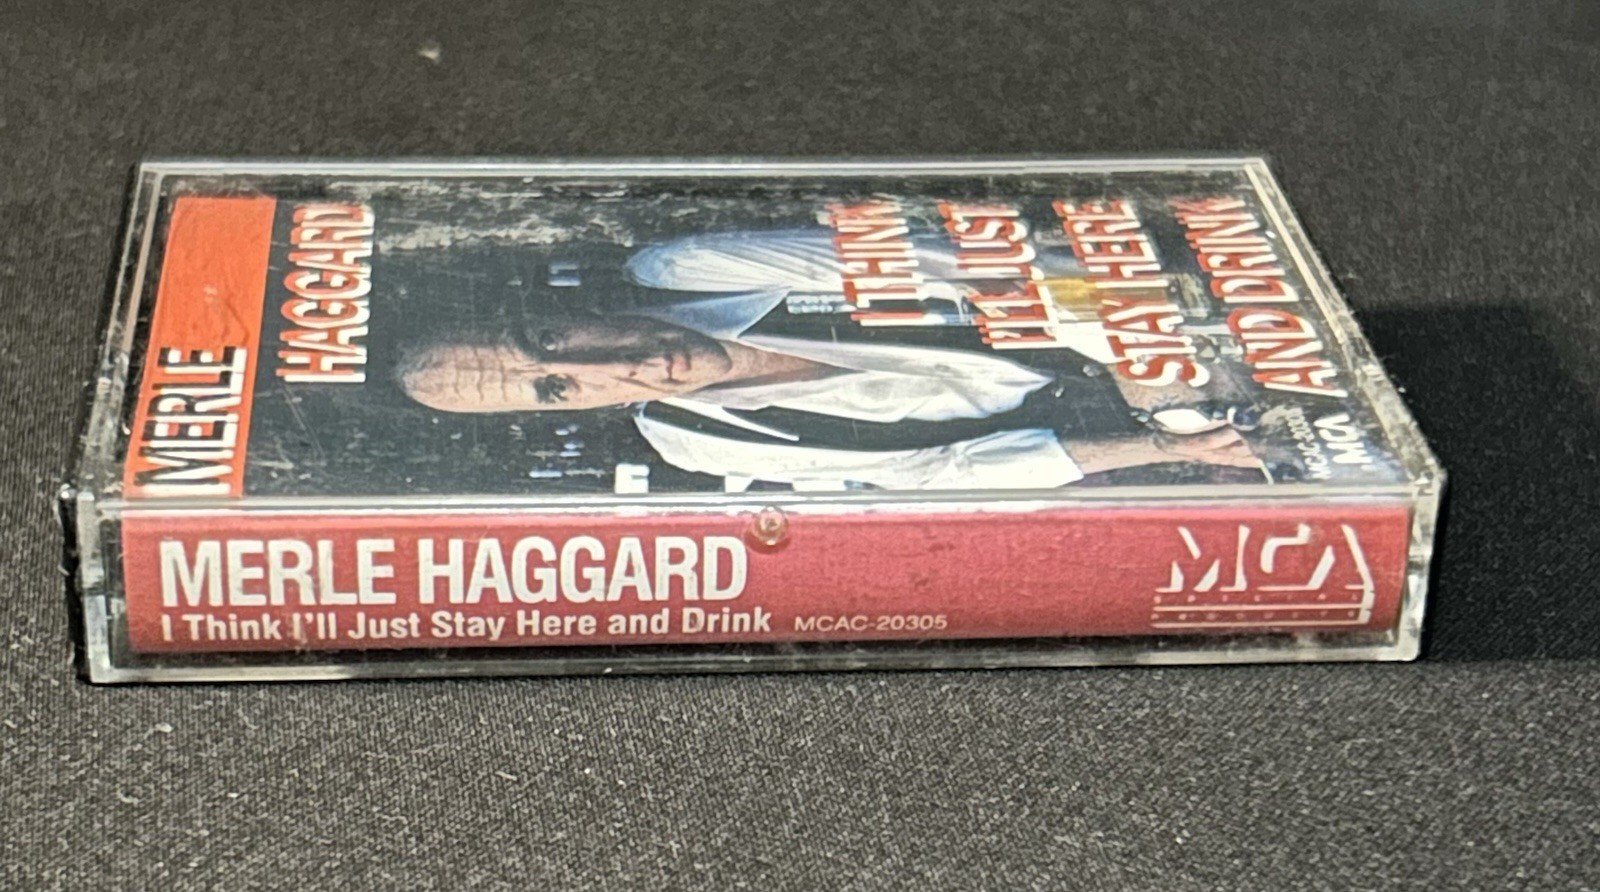 MERLE
HAGGARD
I THINK
I'LL JUST
STAY HERE
AND DRINK
MCA
MERLE HAGGARD
I Think I'll Just Stay Here and Drink MCAC-20305